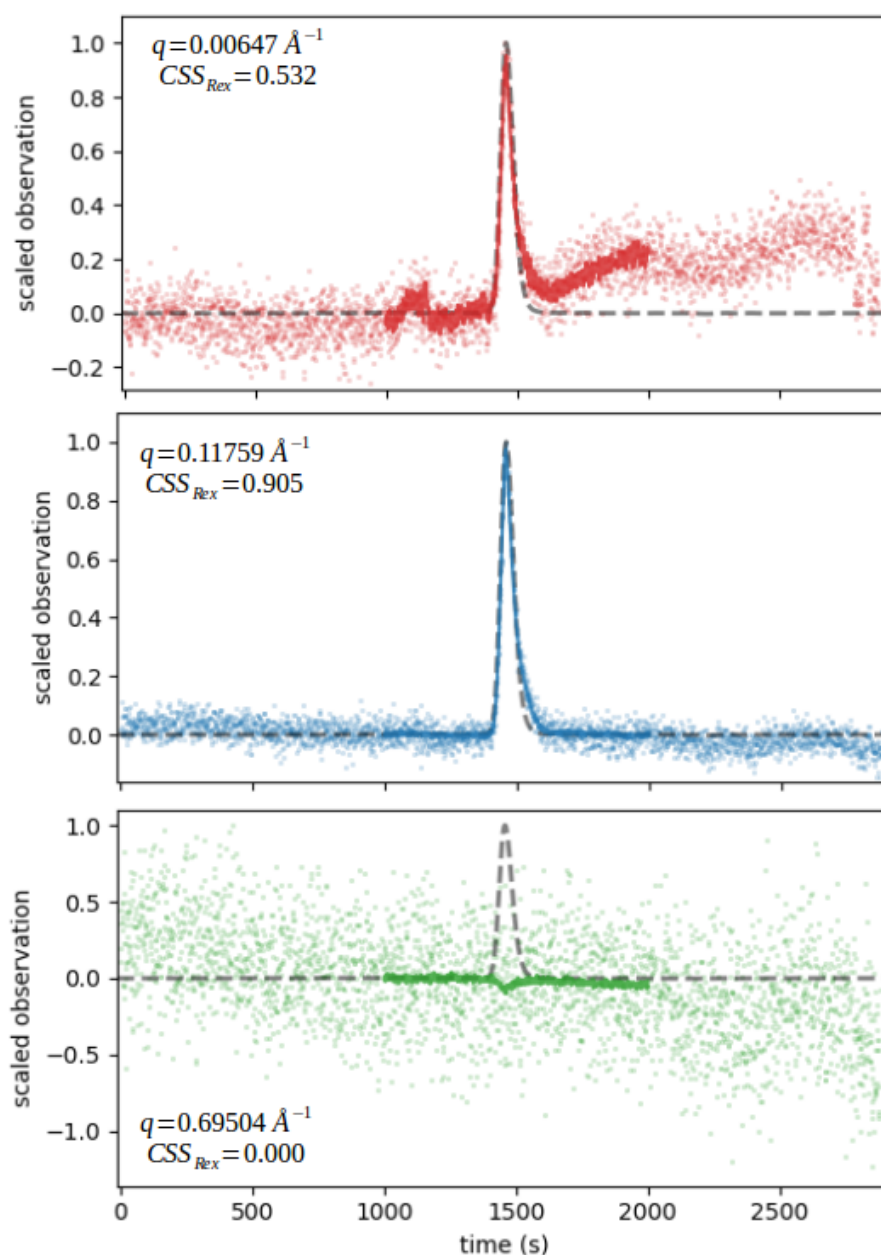 q=0.00647 Å⁻¹
CSS_Rex=0.532
scaled observation
1.0
0.8
0.6
0.4
0.2
0.0
−0.2
q=0.11759 Å⁻¹
CSS_Rex=0.905
scaled observation
1.0
0.8
0.6
0.4
0.2
0.0
scaled observation
1.0
0.5
0.0
−0.5
−1.0
q=0.69504 Å⁻¹
CSS_Rex=0.000
0 500 1000 1500 2000 2500
time (s)